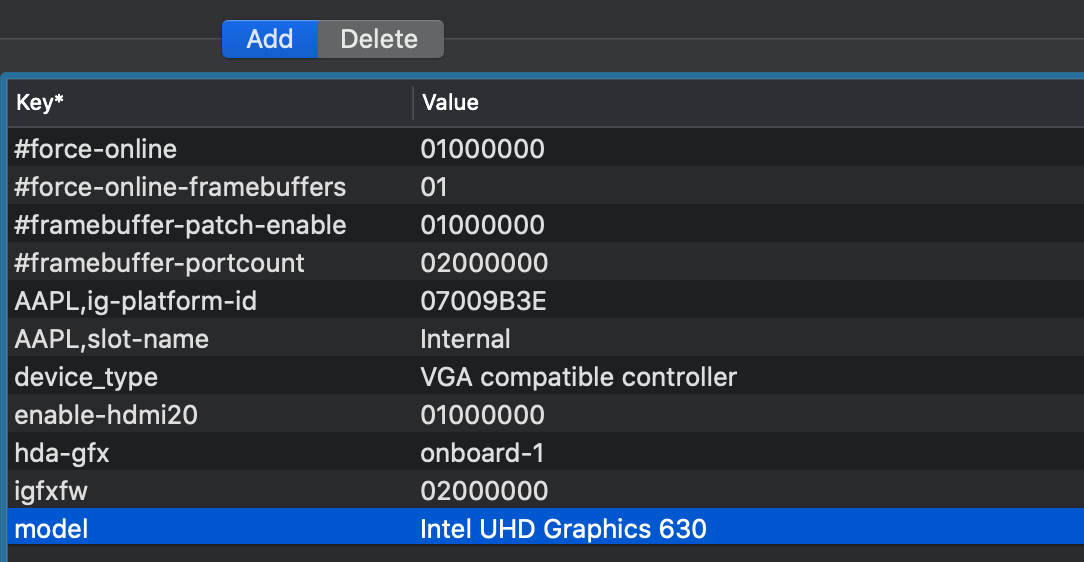 Add Delete
Key* Value
#force-online 01000000
#force-online-framebuffers 01
#framebuffer-patch-enable 01000000
#framebuffer-portcount 02000000
AAPL,ig-platform-id 07009B3E
AAPL,slot-name Internal
device_type VGA compatible controller
enable-hdmi20 01000000
hda-gfx onboard-1
igfxfw 02000000
model Intel UHD Graphics 630